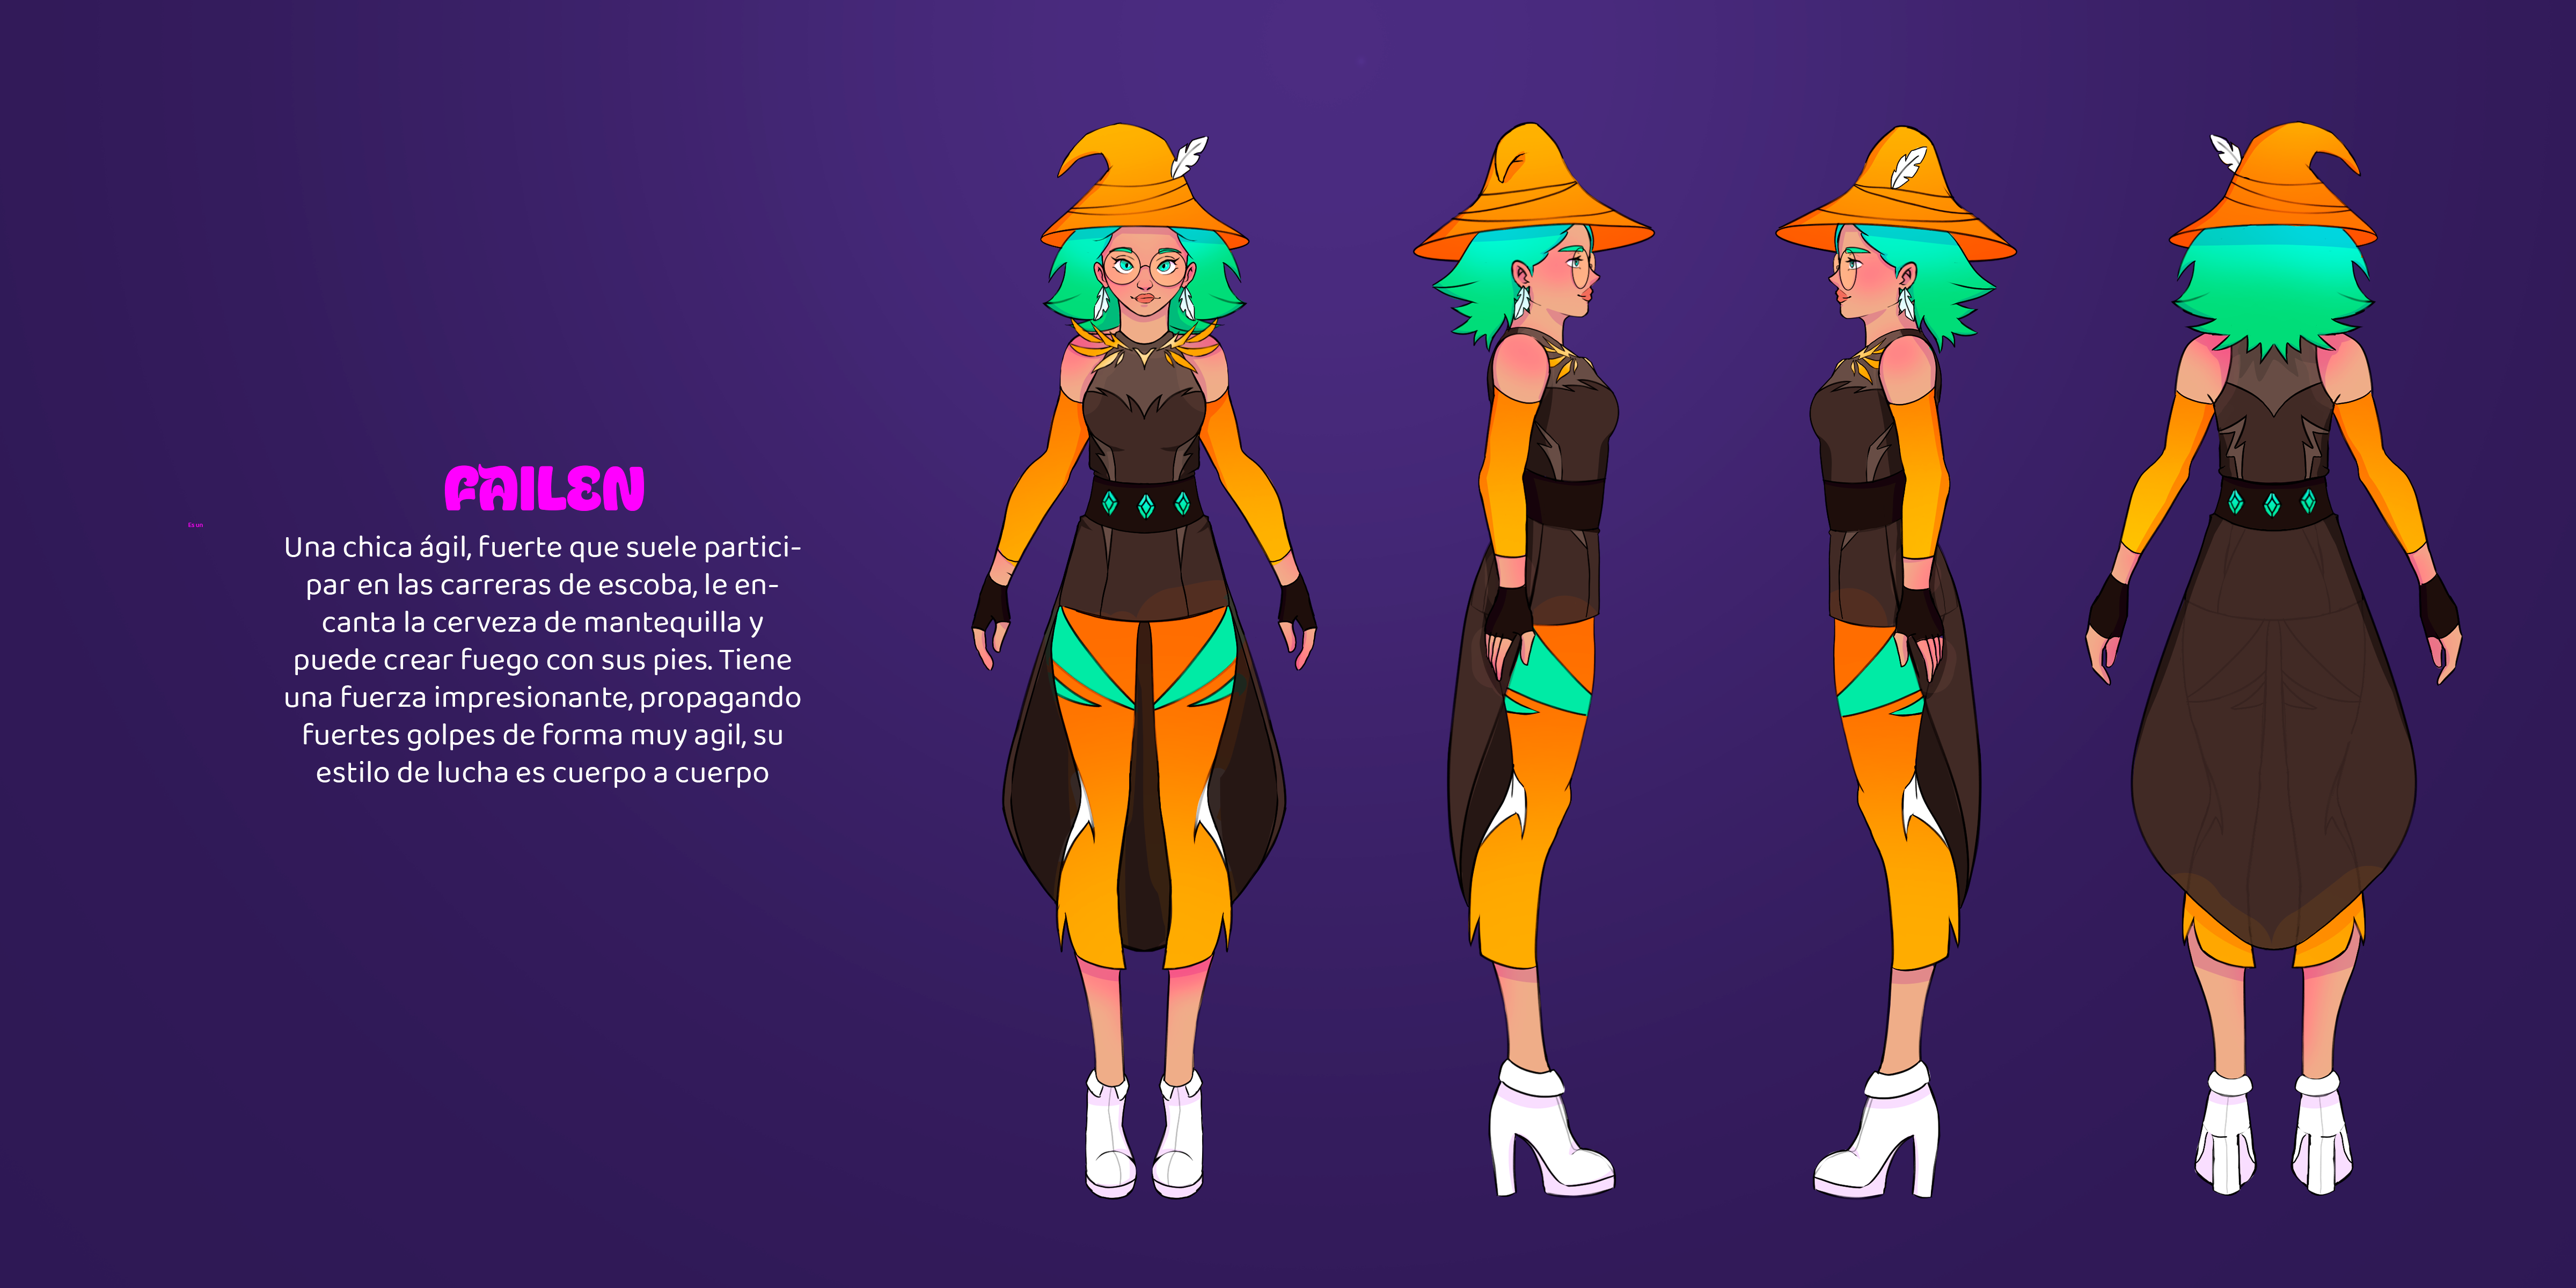 FAILEN
Es un
Una chica ágil, fuerte que suele partici-
par en las carreras de escoba, le en-
canta la cerveza de mantequilla y
puede crear fuego con sus pies. Tiene
una fuerza impresionante, propagando
fuertes golpes de forma muy agil, su
estilo de lucha es cuerpo a cuerpo